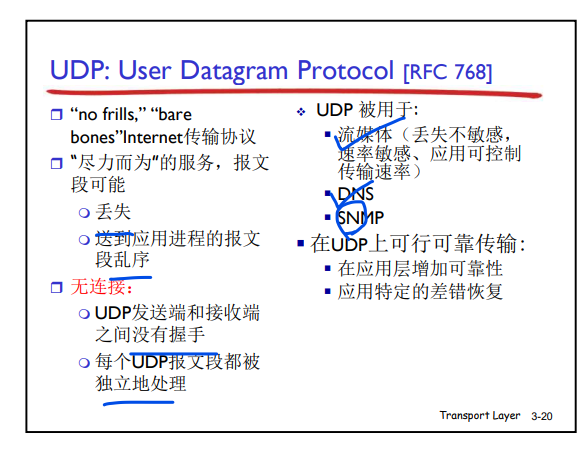 UDP: User Datagram Protocol [RFC 768]
“no frills,” “bare
bones”Internet传输协议
“尽力而为”的服务，报文
段可能
丢失
送到应用进程的报文
段乱序
无连接：
UDP发送端和接收端
之间没有握手
每个UDP报文段都被
独立地处理
UDP 被用于:
流媒体（丢失不敏感，
速率敏感、应用可控制
传输速率）
DNS
SNMP
在UDP上可行可靠传输:
在应用层增加可靠性
应用特定的差错恢复
Transport Layer 3-20